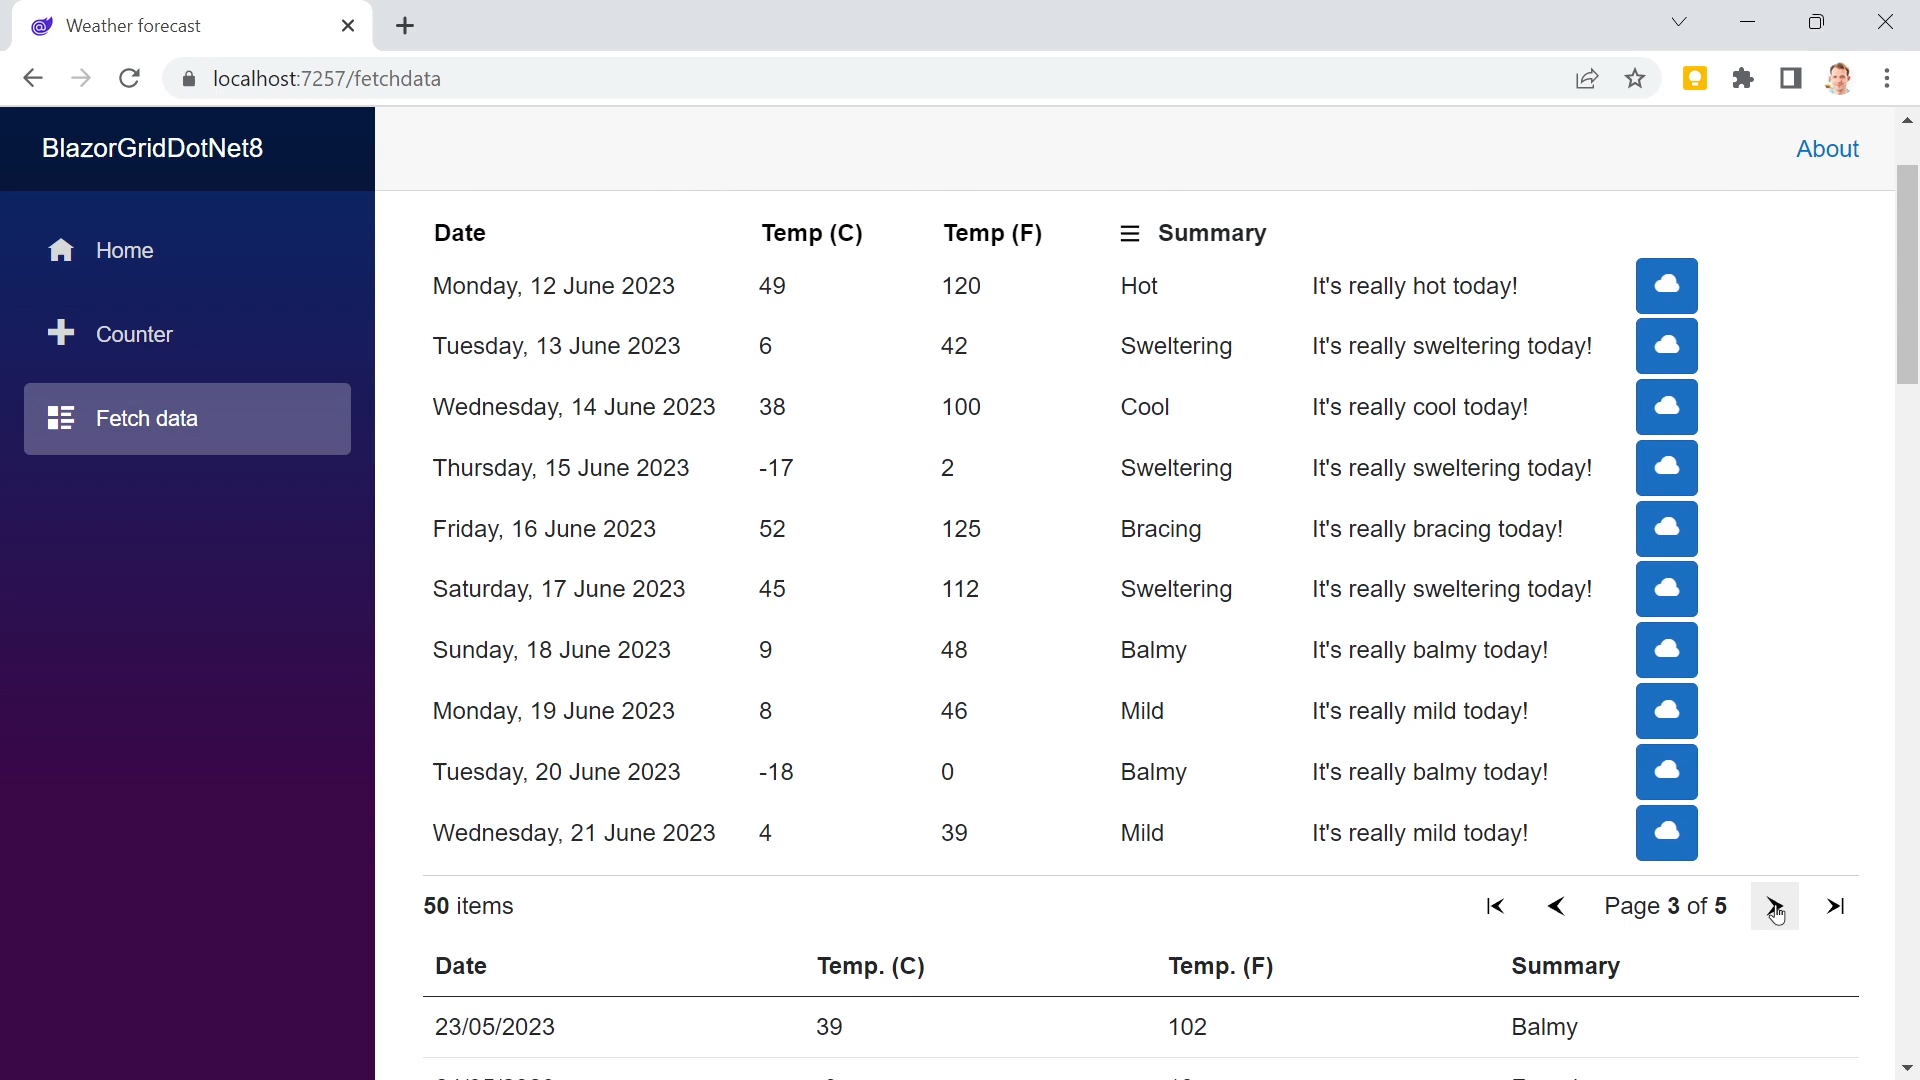 Weather forecast
localhost:7257/fetchdata
BlazorGridDotNet8
About
Home
Counter
Fetch data
Date Temp (C) Temp (F) Summary
Monday, 12 June 2023 49 120 Hot It's really hot today!
Tuesday, 13 June 2023 6 42 Sweltering It's really sweltering today!
Wednesday, 14 June 2023 38 100 Cool It's really cool today!
Thursday, 15 June 2023 -17 2 Sweltering It's really sweltering today!
Friday, 16 June 2023 52 125 Bracing It's really bracing today!
Saturday, 17 June 2023 45 112 Sweltering It's really sweltering today!
Sunday, 18 June 2023 9 48 Balmy It's really balmy today!
Monday, 19 June 2023 8 46 Mild It's really mild today!
Tuesday, 20 June 2023 -18 0 Balmy It's really balmy today!
Wednesday, 21 June 2023 4 39 Mild It's really mild today!
50 items Page 3 of 5
Date Temp. (C) Temp. (F) Summary
23/05/2023 39 102 Balmy